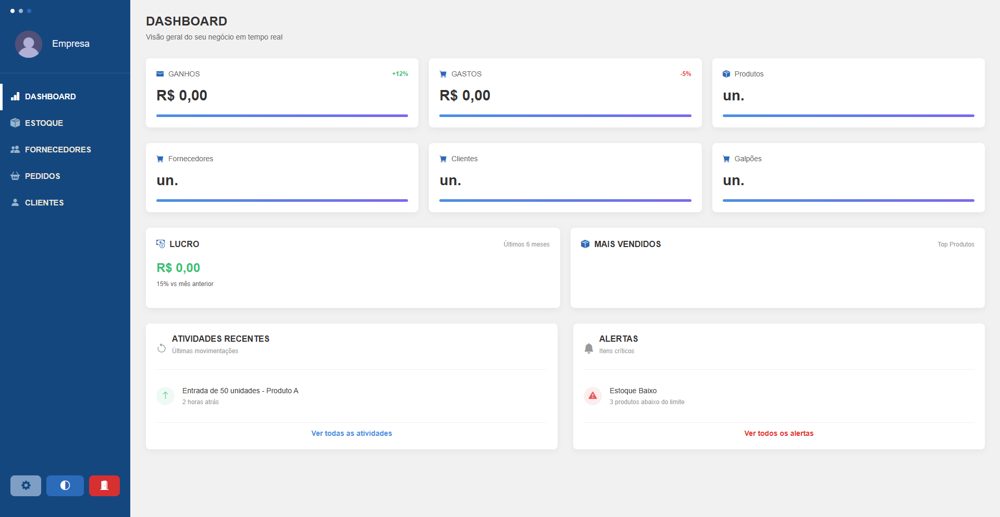 Empresa
DASHBOARD
ESTOQUE
FORNECEDORES
PEDIDOS
CLIENTES
DASHBOARD
Visão geral do seu negócio em tempo real
GANHOS +12%
R$ 0,00
GASTOS -5%
R$ 0,00
Produtos
un.
Fornecedores
un.
Clientes
un.
Galpões
un.
LUCRO Últimos 6 meses
R$ 0,00
15% vs mês anterior
MAIS VENDIDOS Top Produtos
ATIVIDADES RECENTES
Últimas movimentações
Entrada de 50 unidades - Produto A
2 horas atrás
Ver todas as atividades
ALERTAS
Itens críticos
Estoque Baixo
3 produtos abaixo do limite
Ver todos os alertas